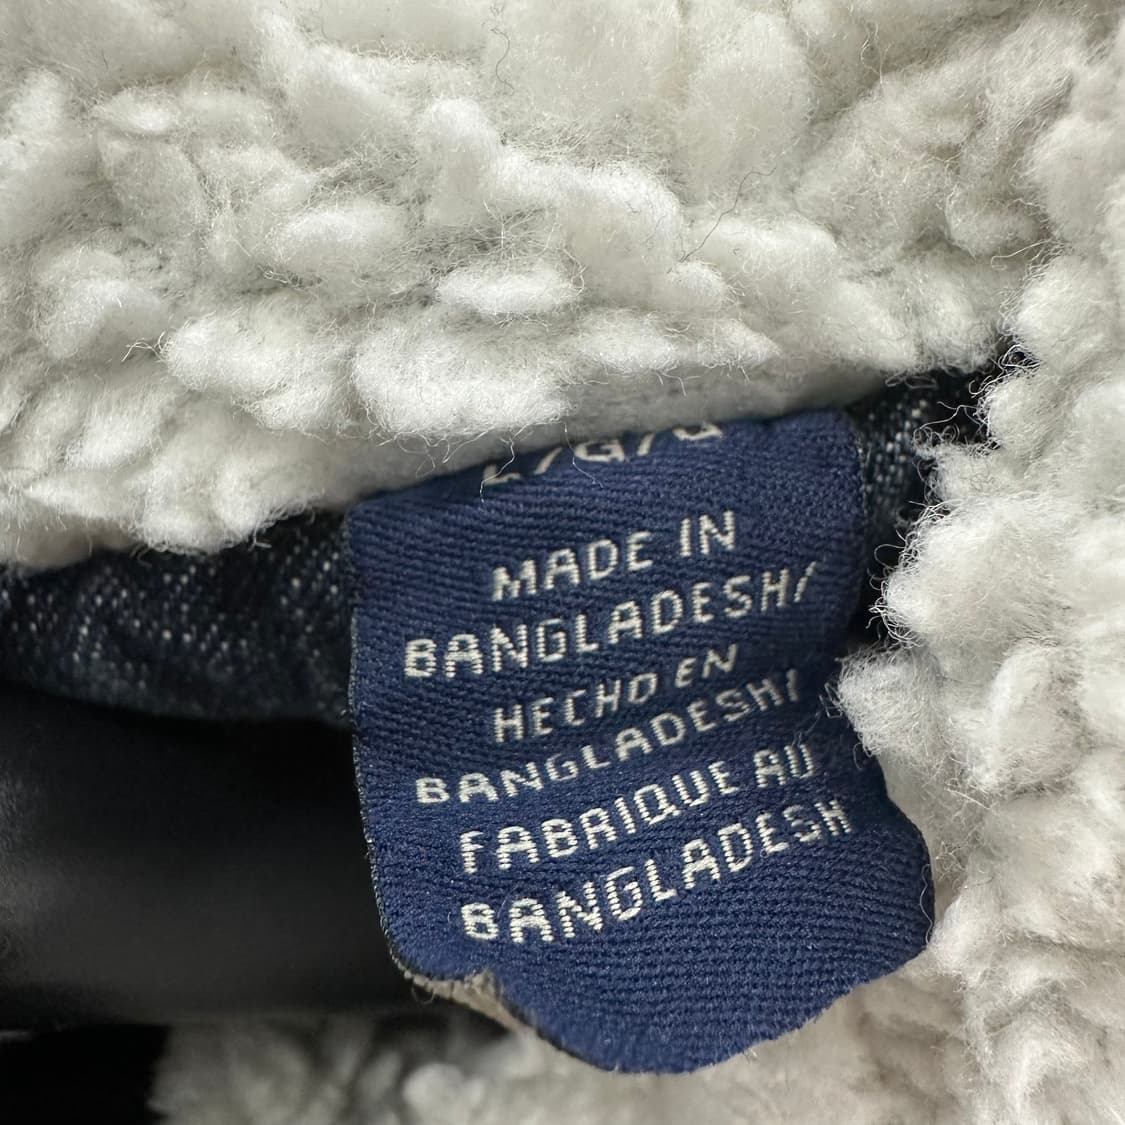 L/G/G
MADE IN
BANGLADESH/
HECHO EN
BANGLADESH/
FABRIQUE AU
BANGLADESH